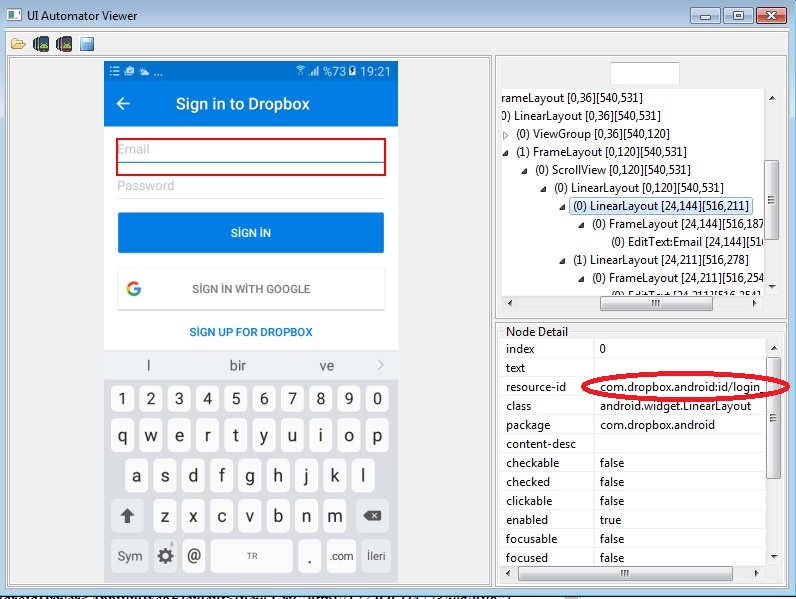 UI Automator Viewer
... %73 19:21
Sign in to Dropbox
Email
Password
SİGN İN
SİGN İN WİTH GOOGLE
SİGN UP FOR DROPBOX
l bir ve
1 2 3 4 5 6 7 8 9 0
q w e r t y u i o p
a s d f g h j k l
z x c v b n m
Sym @ TR . .com İleri
rameLayout [0,36][540,531]
0) LinearLayout [0,36][540,531]
(0) ViewGroup [0,36][540,120]
(1) FrameLayout [0,120][540,531]
(0) ScrollView [0,120][540,531]
(0) LinearLayout [0,120][540,531]
(0) LinearLayout [24,144][516,211]
(0) FrameLayout [24,144][516,187
(0) EditText:Email [24,144][51
(1) LinearLayout [24,211][516,278]
(0) FrameLayout [24,211][516,254
Node Detail
index 0
text
resource-id com.dropbox.android:id/login
class android.widget.LinearLayout
package com.dropbox.android
content-desc
checkable false
checked false
clickable false
enabled true
focusable false
focused false